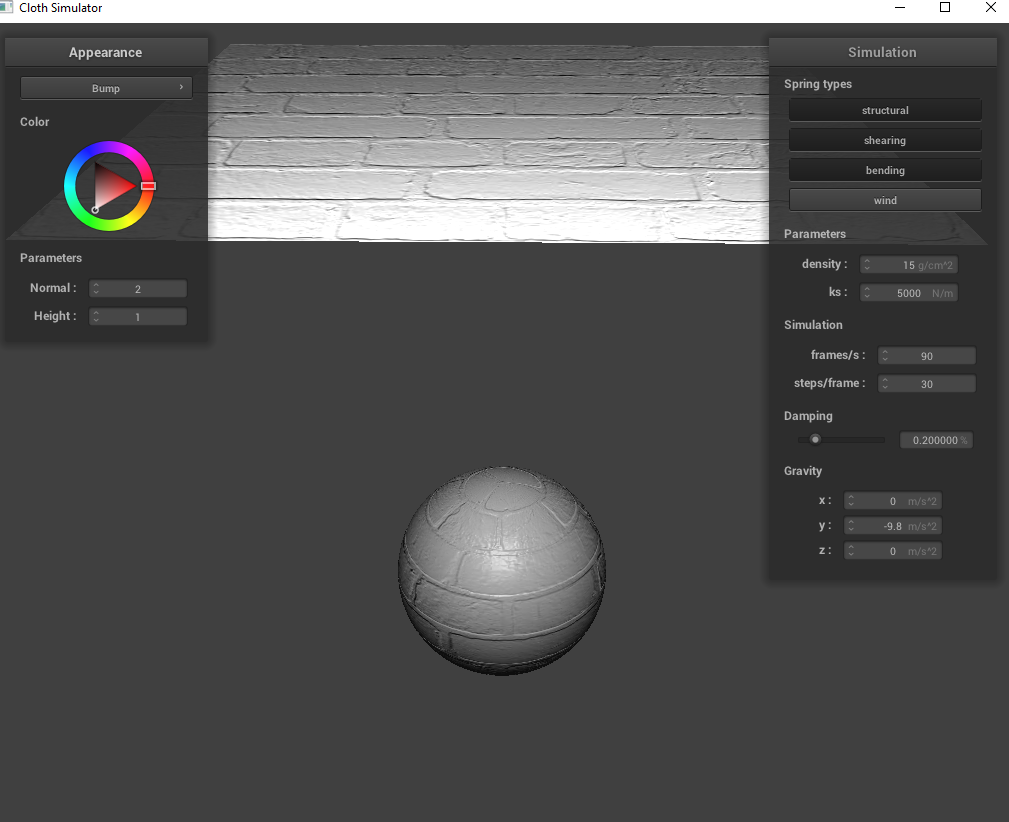 Cloth Simulator
Appearance
Bump
Color
Parameters
Normal : 2
Height : 1
Simulation
Spring types
structural
shearing
bending
wind
Parameters
density : 15 g/cm^2
ks : 5000 N/m
Simulation
frames/s : 90
steps/frame : 30
Damping
0.200000 %
Gravity
x : 0 m/s^2
y : -9.8 m/s^2
z : 0 m/s^2